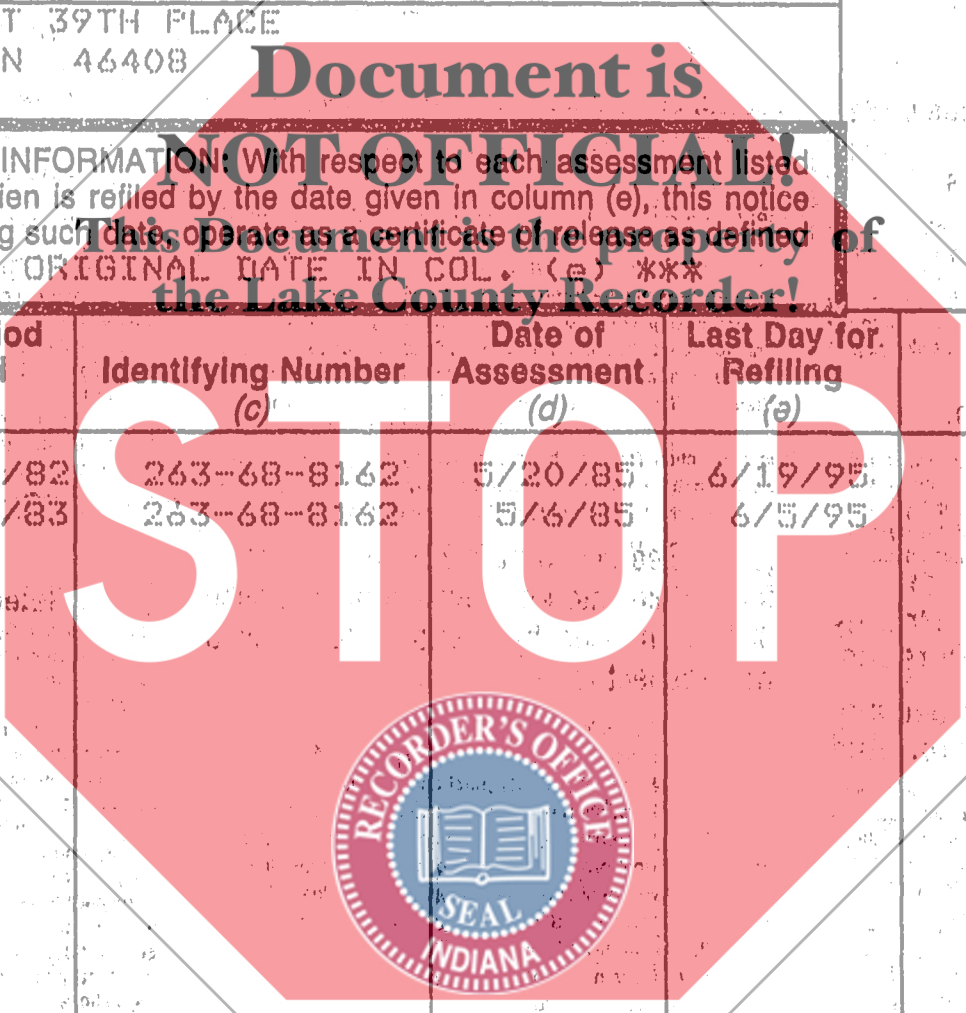 T 39TH PLACE
N 46408
Document is
NOT OFFICIAL!
INFORMATION: With respect to each assessment listed
ien is refiled by the date given in column (e), this notice
g such date, operate as a certificate of release as defined
This Document is the property of
ORIGINAL DATE IN COL. (e) ***
the Lake County Recorder!
iod Identifying Number Date of Assessment Last Day for Refiling
(c) (d) (e)
/82 263-68-8162 5/20/85 6/19/95
/83 263-68-8162 5/6/85 6/5/95
STOP
RECORDER'S OFFICE
SEAL
INDIANA